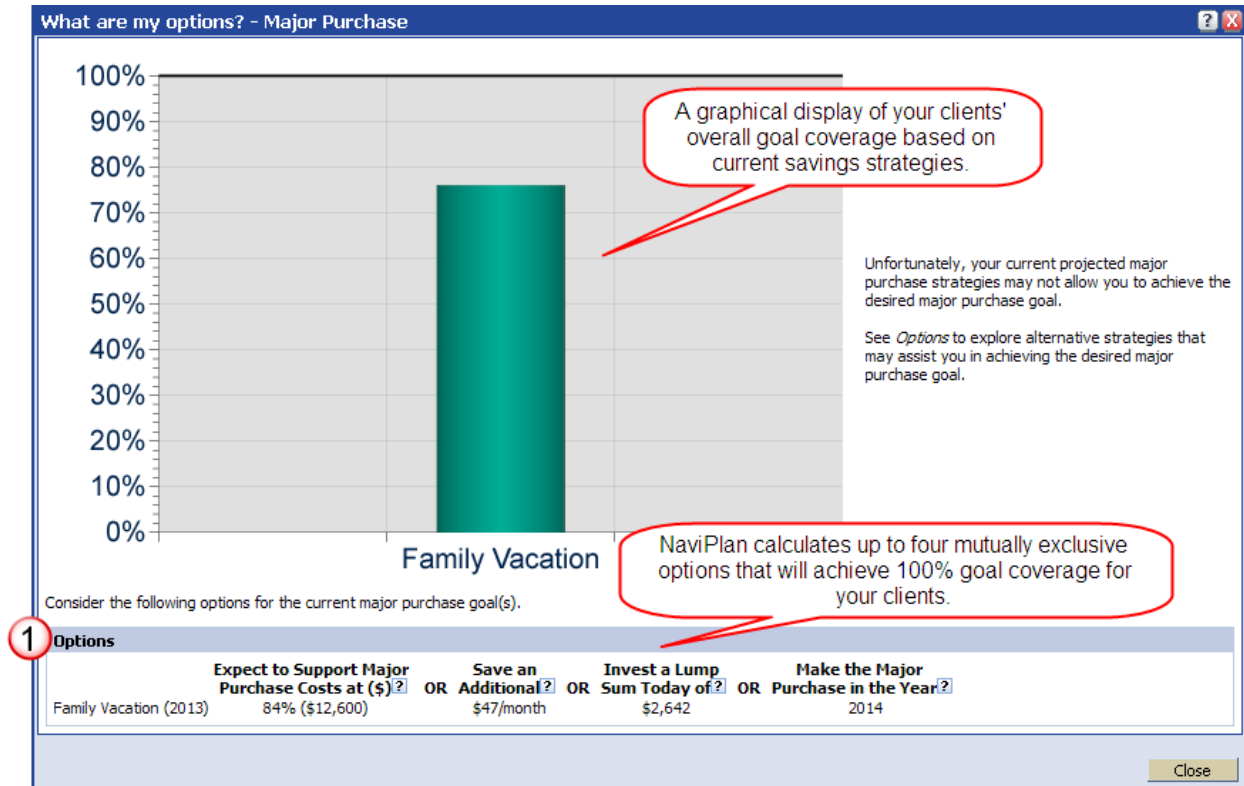 What are my options? - Major Purchase
100%
90%
80%
70%
60%
50%
40%
30%
20%
10%
0%
A graphical display of your clients'
overall goal coverage based on
current savings strategies.
Unfortunately, your current projected major
purchase strategies may not allow you to achieve the
desired major purchase goal.
See Options to explore alternative strategies that
may assist you in achieving the desired major
purchase goal.
Family Vacation
NaviPlan calculates up to four mutually exclusive
options that will achieve 100% goal coverage for
your clients.
Consider the following options for the current major purchase goal(s).
1 Options
Expect to Support Major Save an Invest a Lump Make the Major
Purchase Costs at ($) ? OR Additional ? OR Sum Today of ? OR Purchase in the Year ?
Family Vacation (2013) 84% ($12,600) $47/month $2,642 2014
Close